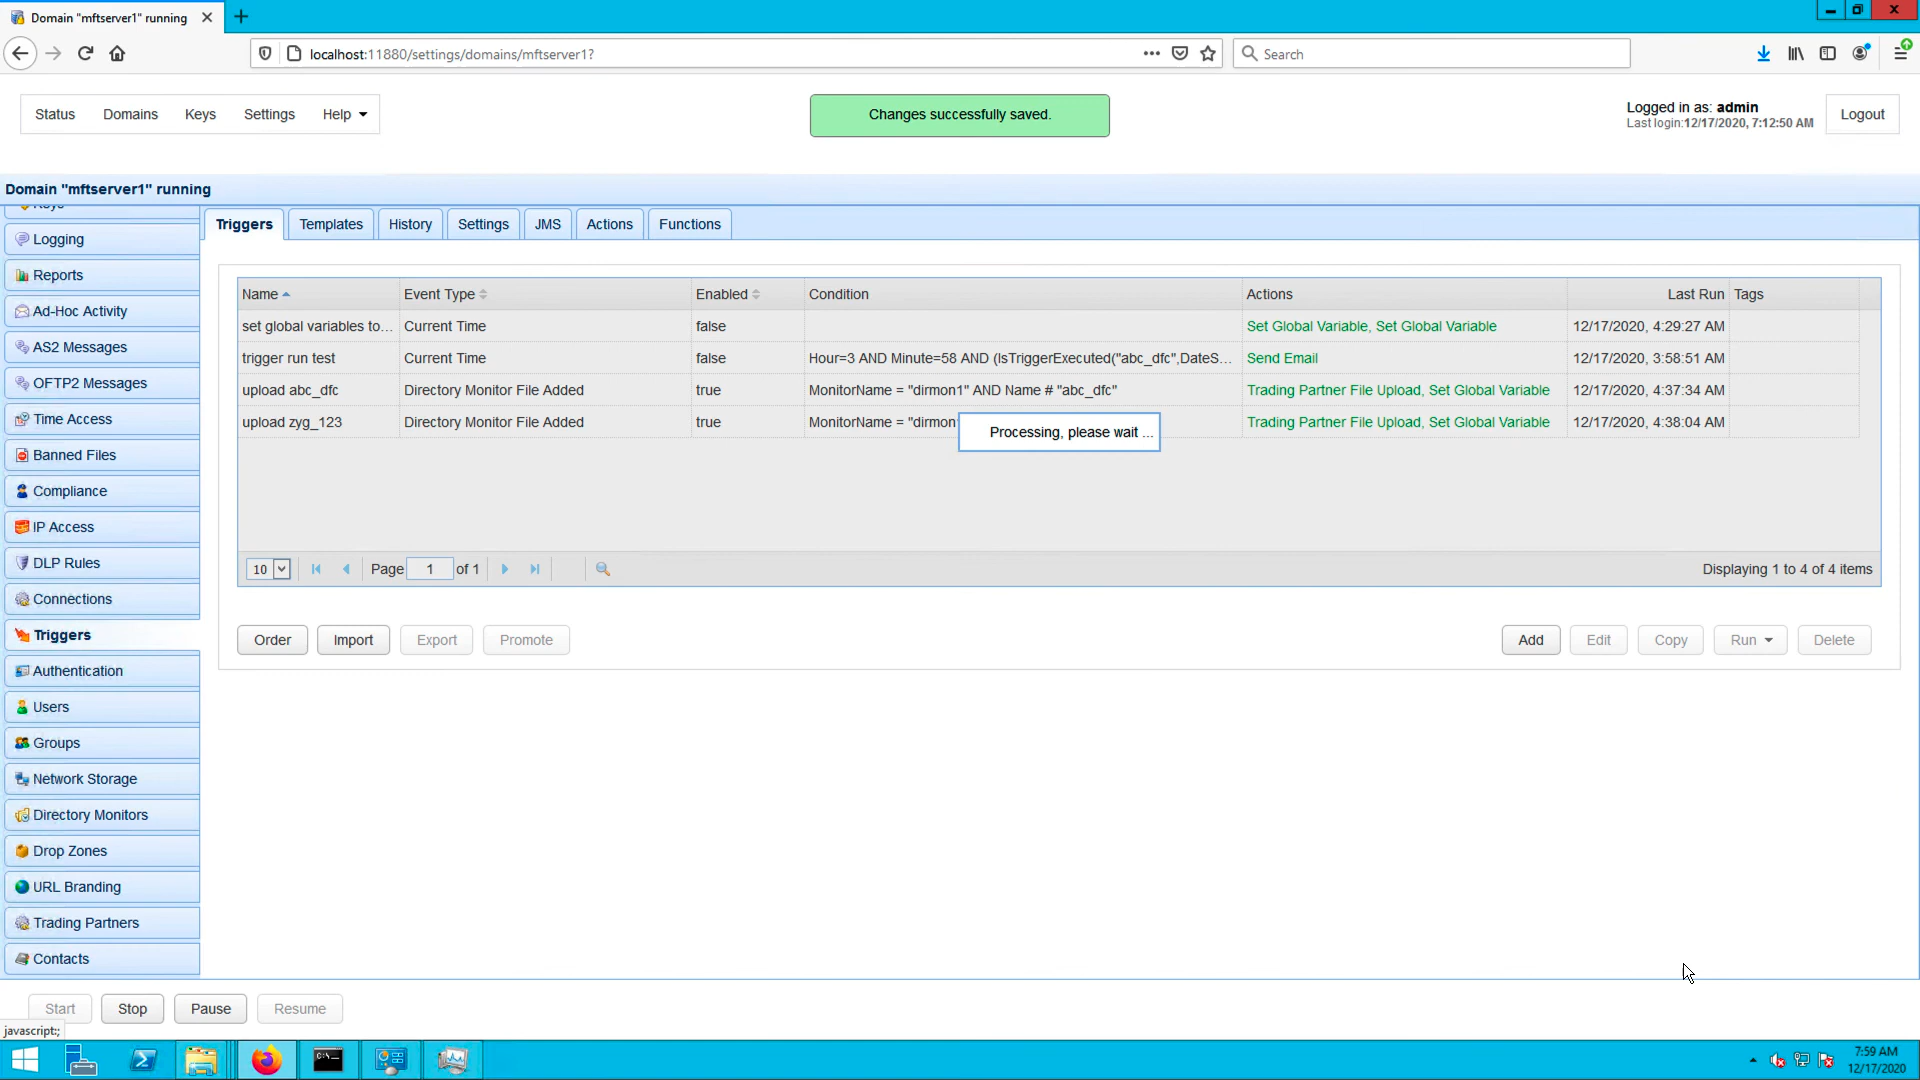 Domain "mftserver1" running
localhost:11880/settings/domains/mftserver1?
Search
Status Domains Keys Settings Help
Changes successfully saved.
Logged in as: admin
Last login:12/17/2020, 7:12:50 AM
Logout
Domain "mftserver1" running
Keys
Logging
Reports
Ad-Hoc Activity
AS2 Messages
OFTP2 Messages
Time Access
Banned Files
Compliance
IP Access
DLP Rules
Connections
Triggers
Authentication
Users
Groups
Network Storage
Directory Monitors
Drop Zones
URL Branding
Trading Partners
Contacts
Triggers Templates History Settings JMS Actions Functions
Name Event Type Enabled Condition Actions Last Run Tags
set global variables to... Current Time false Set Global Variable, Set Global Variable 12/17/2020, 4:29:27 AM
trigger run test Current Time false Hour=3 AND Minute=58 AND (IsTriggerExecuted("abc_dfc",DateS... Send Email 12/17/2020, 3:58:51 AM
upload abc_dfc Directory Monitor File Added true MonitorName = "dirmon1" AND Name # "abc_dfc" Trading Partner File Upload, Set Global Variable 12/17/2020, 4:37:34 AM
upload zyg_123 Directory Monitor File Added true MonitorName = "dirmon1 Trading Partner File Upload, Set Global Variable 12/17/2020, 4:38:04 AM
Processing, please wait ...
10 Page 1 of 1 Displaying 1 to 4 of 4 items
Order Import Export Promote Add Edit Copy Run Delete
Start Stop Pause Resume
javascript:;
7:59 AM
12/17/2020